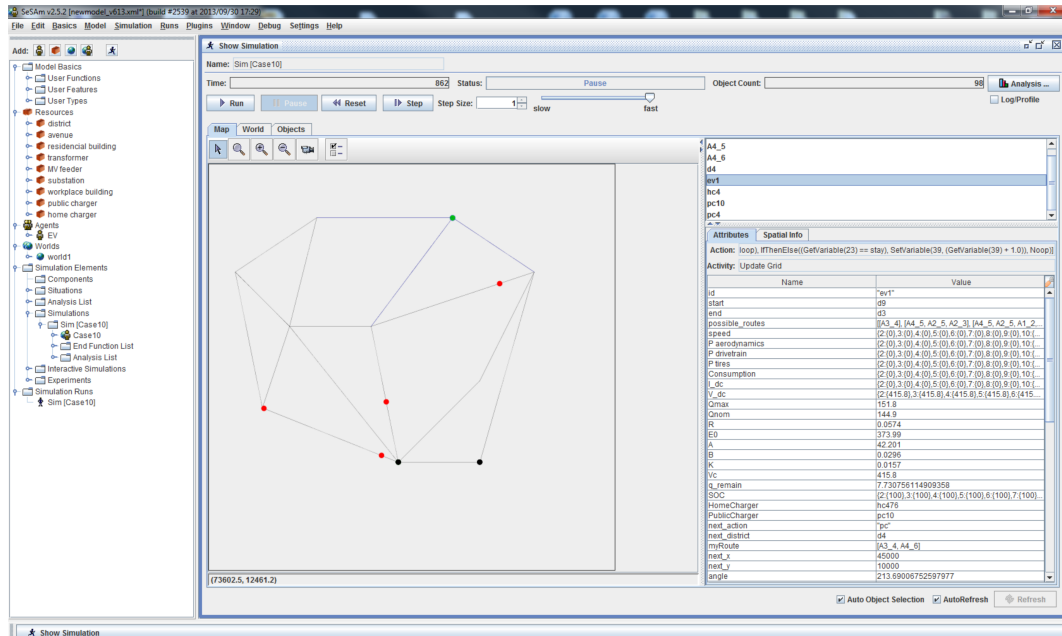 SeSAm v2.5.2 [newmodel_v613.xml*] (build #2539 at 2013/09/30 17:29)
File Edit Basics Model Simulation Runs Plugins Window Debug Settings Help
Add:
Model Basics
User Functions
User Features
User Types
Resources
district
avenue
residencial building
transformer
MV feeder
substation
workplace building
public charger
home charger
Agents
EV
Worlds
world1
Simulation Elements
Components
Situations
Analysis List
Simulations
Sim [Case10]
Case10
End Function List
Analysis List
Interactive Simulations
Experiments
Simulation Runs
Sim [Case10]
Show Simulation
Name: Sim [Case10]
Time: 862 Status: Pause Object Count: 98 Analysis ...
Run Pause Reset Step Step Size: 1 slow fast Log/Profile
Map World Objects
(73602.5, 12461.2)
A4_5
A4_6
d4
ev1
hc4
pc10
pc4
Attributes Spatial Info
Action: loop), IfThenElse((GetVariable(23) == stay), SetVariable(39, (GetVariable(39) + 1.0)), Noop)]
Activity: Update Grid
Name Value
id "ev1"
start d9
end d3
possible_routes [[A3_4], [A4_5, A2_5, A2_3], [A4_5, A2_5, A1_2,...
speed {2:{0},3:{0},4:{0},5:{0},6:{0},7:{0},8:{0},9:{0},10:{...
P aerodynamics {2:{0},3:{0},4:{0},5:{0},6:{0},7:{0},8:{0},9:{0},10:{...
P drivetrain {2:{0},3:{0},4:{0},5:{0},6:{0},7:{0},8:{0},9:{0},10:{...
P tires {2:{0},3:{0},4:{0},5:{0},6:{0},7:{0},8:{0},9:{0},10:{...
Consumption {2:{0},3:{0},4:{0},5:{0},6:{0},7:{0},8:{0},9:{0},10:{...
I_dc {2:{0},3:{0},4:{0},5:{0},6:{0},7:{0},8:{0},9:{0},10:{...
V_dc {2:{415.8},3:{415.8},4:{415.8},5:{415.8},6:{415...
Qmax 151.8
Qnom 144.9
R 0.0574
E0 373.99
A 42.201
B 0.0296
K 0.0157
Vc 415.8
q_remain 7.730756114909358
SOC {2:{100},3:{100},4:{100},5:{100},6:{100},7:{100}...
HomeCharger hc476
PublicCharger pc10
next_action "pc"
next_district d4
myRoute [A3_4, A4_6]
next_x 45000
next_y 10000
angle 213.69006752597977
Auto Object Selection AutoRefresh Refresh
Show Simulation